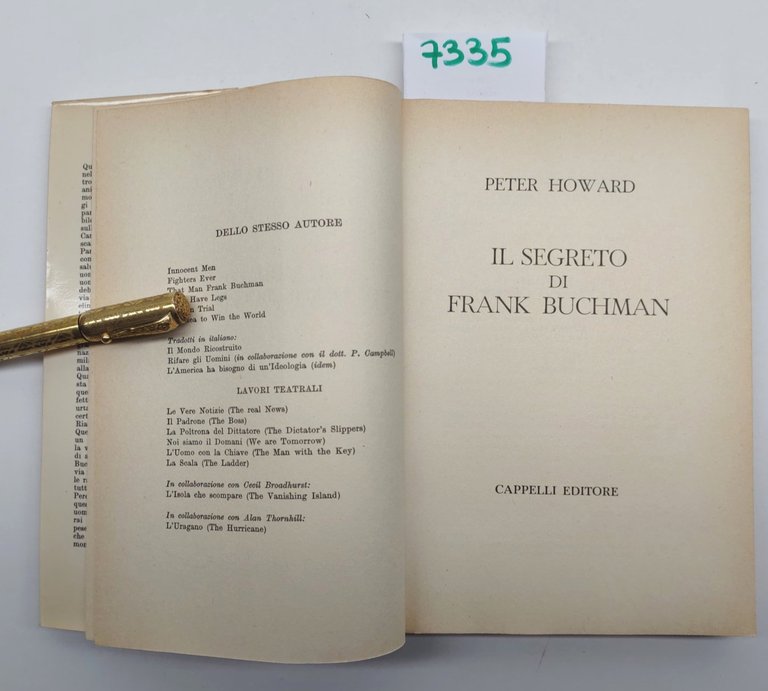 7335
DELLO STESSO AUTORE
Innocent Men
Fighters Ever
That Man Frank Buchman
Have Legs
Trial
to Win the World
Tradotti in italiano:
Il Mondo Ricostruito
Rifare gli Uomini (in collaborazione con il dott. P. Campbell)
L'America ha bisogno di un'Ideologia (idem)
LAVORI TEATRALI
Le Vere Notizie (The real News)
Il Padrone (The Boss)
La Poltrona del Dittatore (The Dictator's Slippers)
Noi siamo il Domani (We are Tomorrow)
L'Uomo con la Chiave (The Man with the Key)
La Scala (The Ladder)
In collaborazione con Cecil Broadhurst:
L'Isola che scompare (The Vanishing Island)
In collaborazione con Alan Thornhill:
L'Uragano (The Hurricane)
PETER HOWARD
IL SEGRETO
DI
FRANK BUCHMAN
CAPPELLI EDITORE